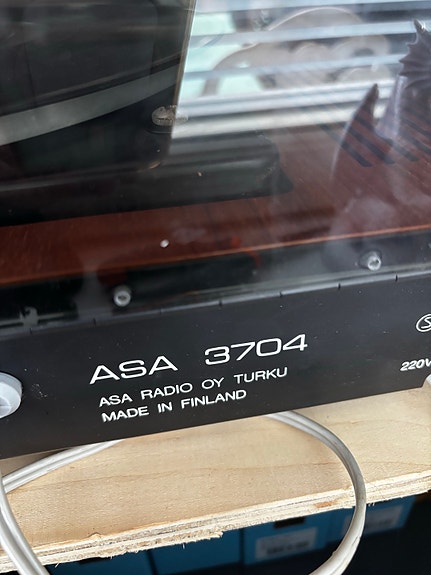 ASA 3704
ASA RADIO OY TURKU
MADE IN FINLAND
S
220V